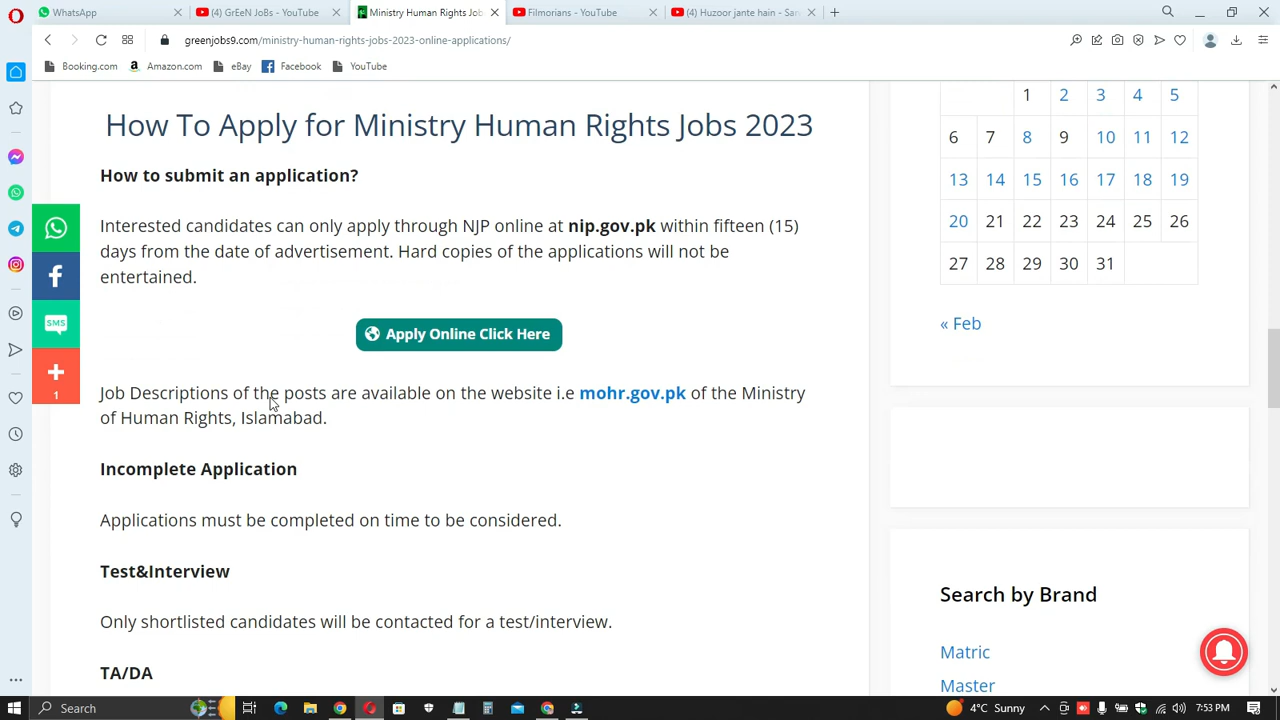 WhatsApp
(4) GrEeN JoBs - YouTube
Ministry Human Rights Job
Filmorians - YouTube
(4) Huzoor jante hain - Sar
greenjobs9.com/ministry-human-rights-jobs-2023-online-applications/
Booking.com
Amazon.com
eBay
Facebook
YouTube
How To Apply for Ministry Human Rights Jobs 2023
How to submit an application?
Interested candidates can only apply through NJP online at nip.gov.pk within fifteen (15)
days from the date of advertisement. Hard copies of the applications will not be
entertained.
Apply Online Click Here
Job Descriptions of the posts are available on the website i.e mohr.gov.pk of the Ministry
of Human Rights, Islamabad.
Incomplete Application
Applications must be completed on time to be considered.
Test&Interview
Only shortlisted candidates will be contacted for a test/interview.
TA/DA
SMS
1
1 2 3 4 5
6 7 8 9 10 11 12
13 14 15 16 17 18 19
20 21 22 23 24 25 26
27 28 29 30 31
« Feb
Search by Brand
Matric
Master
Search
4°C Sunny
7:53 PM